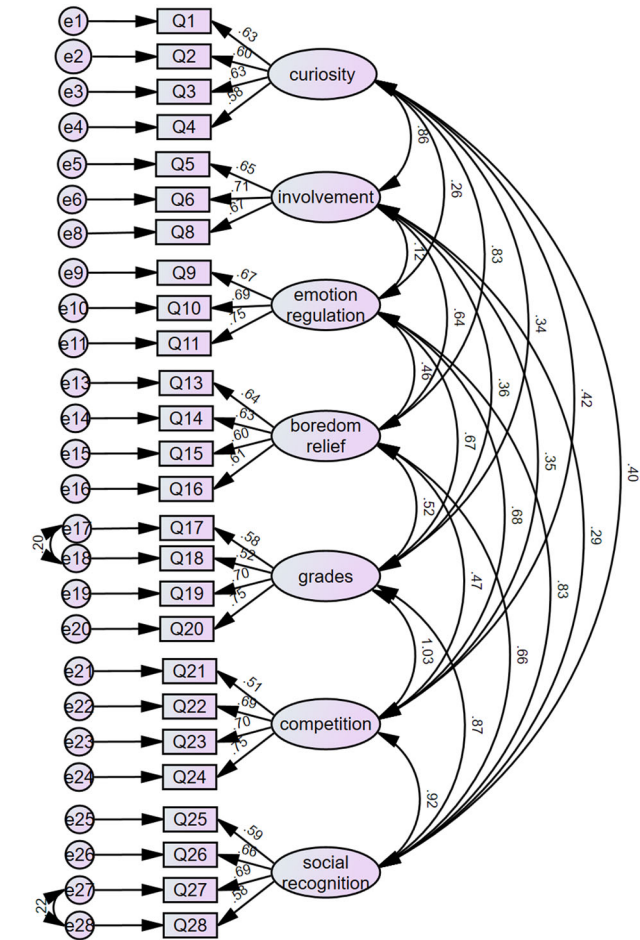 e1 Q1 .63
e2 Q2 .60
e3 Q3 .63
e4 Q4 .58
curiosity
e5 Q5 .65
e6 Q6 .71
e8 Q8 .67
involvement
e9 Q9 .67
e10 Q10 .69
e11 Q11 .75
emotion
regulation
e13 Q13 .64
e14 Q14 .63
e15 Q15 .60
e16 Q16 .61
boredom
relief
e17 Q17 .58
e18 Q18 .52
e19 Q19 .70
e20 Q20 .75
.20
grades
e21 Q21 .51
e22 Q22 .69
e23 Q23 .70
e24 Q24 .75
competition
e25 Q25 .59
e26 Q26 .66
e27 Q27 .69
e28 Q28 .58
.22
social
recognition
.86
.26
.83
.34
.42
.40
.12
.64
.36
.35
.29
.46
.67
.68
.83
.52
.47
.66
1.03
.87
.92